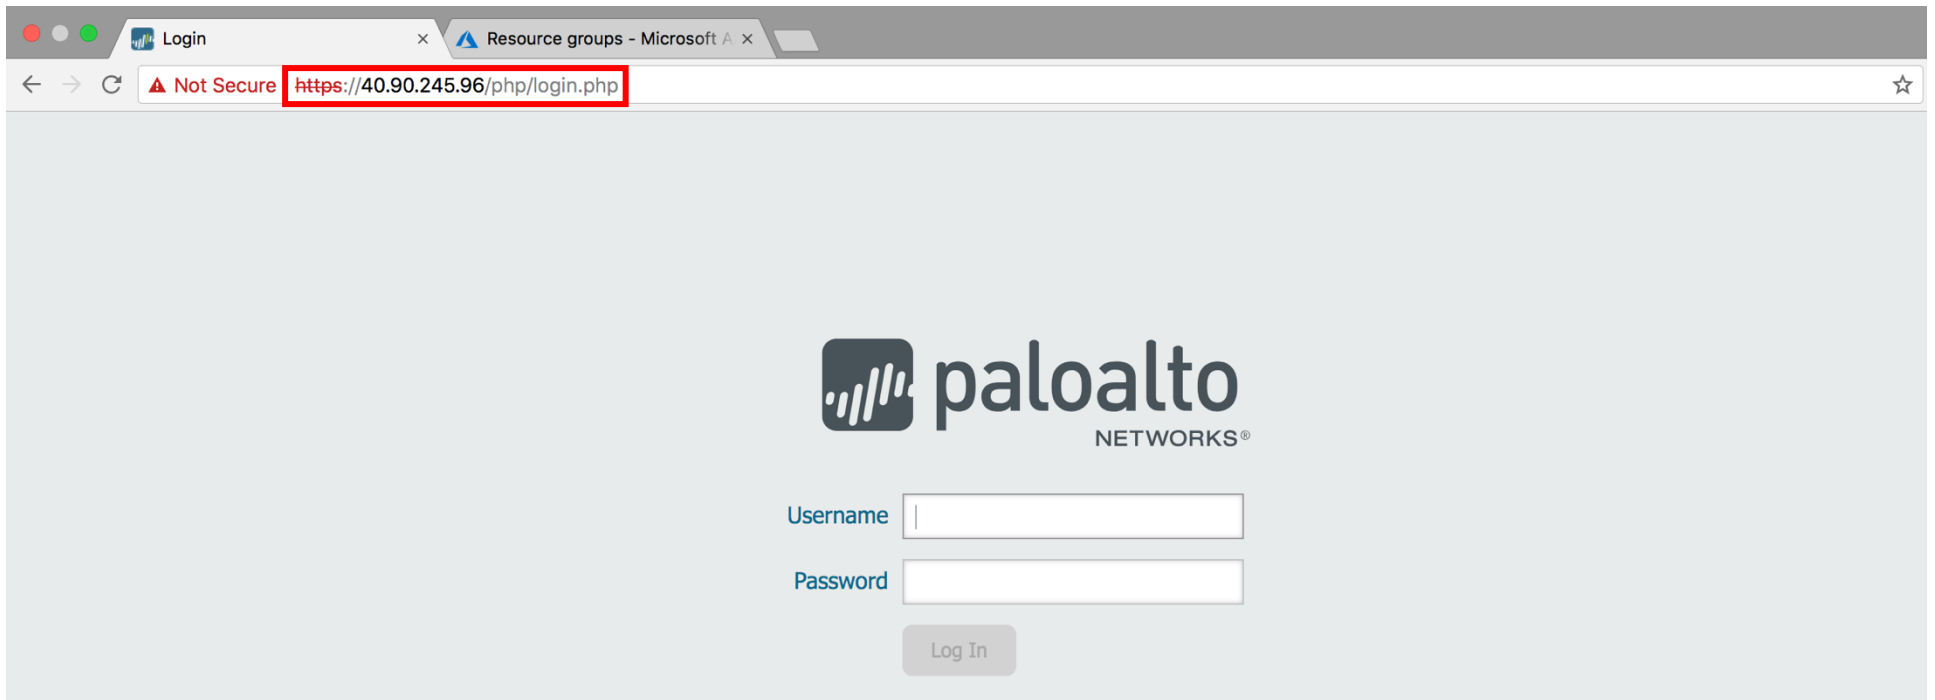 Login
Resource groups - Microsoft A
Not Secure https://40.90.245.96/php/login.php
paloalto
NETWORKS®
Username
Password
Log In